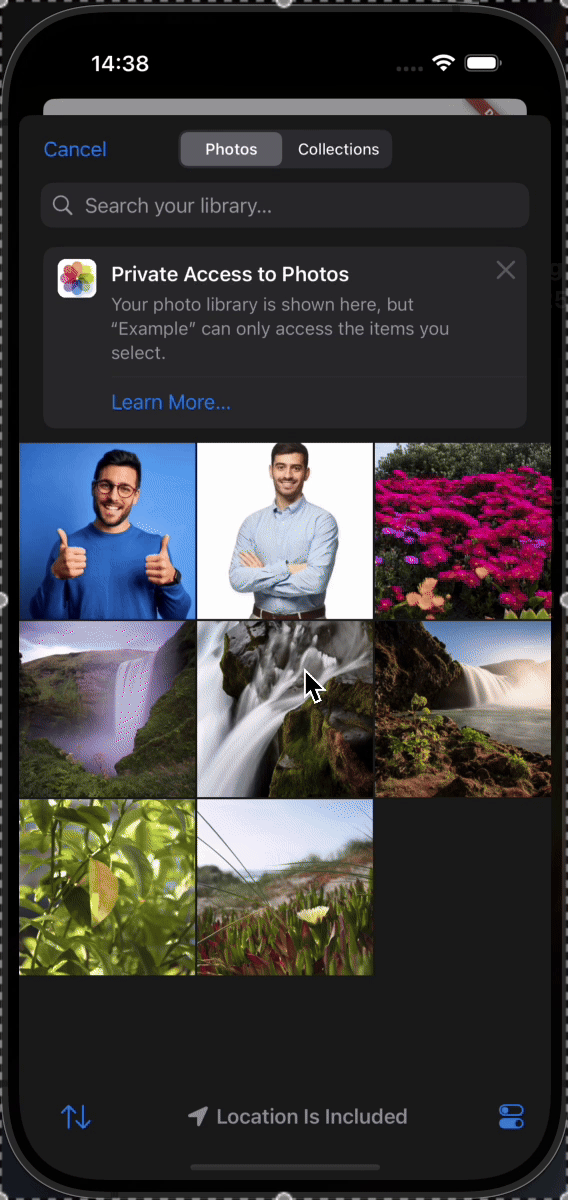 14:38
Cancel
Photos
Collections
Search your library...
Private Access to Photos
Your photo library is shown here, but
“Example” can only access the items you
select.
Learn More...
Location Is Included